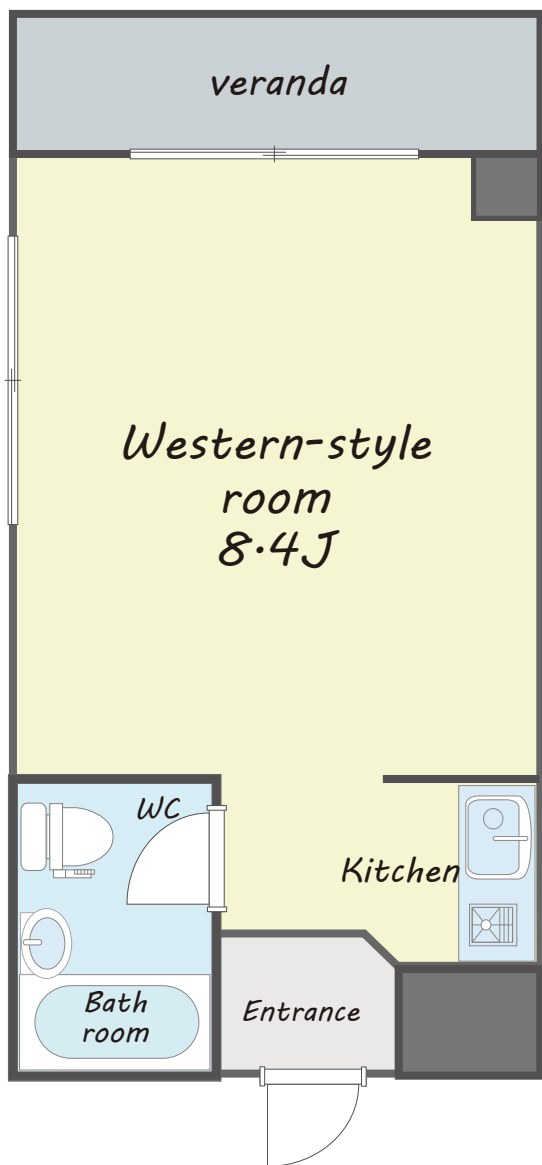 veranda
Western-style
room
8.4J
WC
Kitchen
Bath
room
Entrance